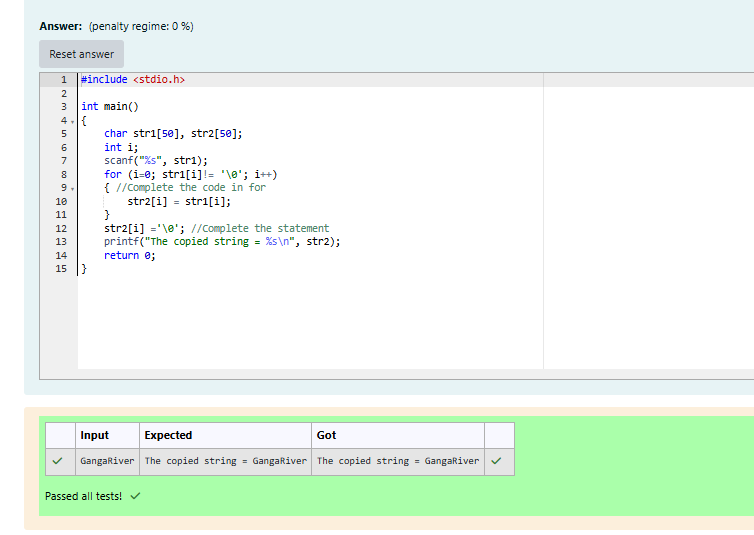 Answer: (penalty regime: 0 %)
Reset answer
1 #include <stdio.h>
2
3 int main()
4 {
5 char str1[50], str2[50];
6 int i;
7 scanf("%s", str1);
8 for (i=0; str1[i]!= '\0'; i++)
9 { //Complete the code in for
10 str2[i] = str1[i];
11 }
12 str2[i] ='\0'; //Complete the statement
13 printf("The copied string = %s\n", str2);
14 return 0;
15 }
Input Expected Got
GangaRiver The copied string = GangaRiver The copied string = GangaRiver
Passed all tests!